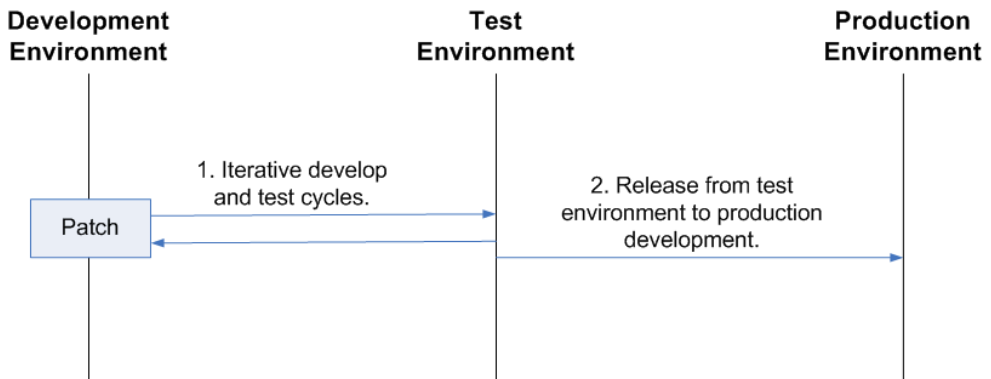 Development
Environment
Test
Environment
Production
Environment
1. Iterative develop
and test cycles.
2. Release from test
environment to production
development.
Patch